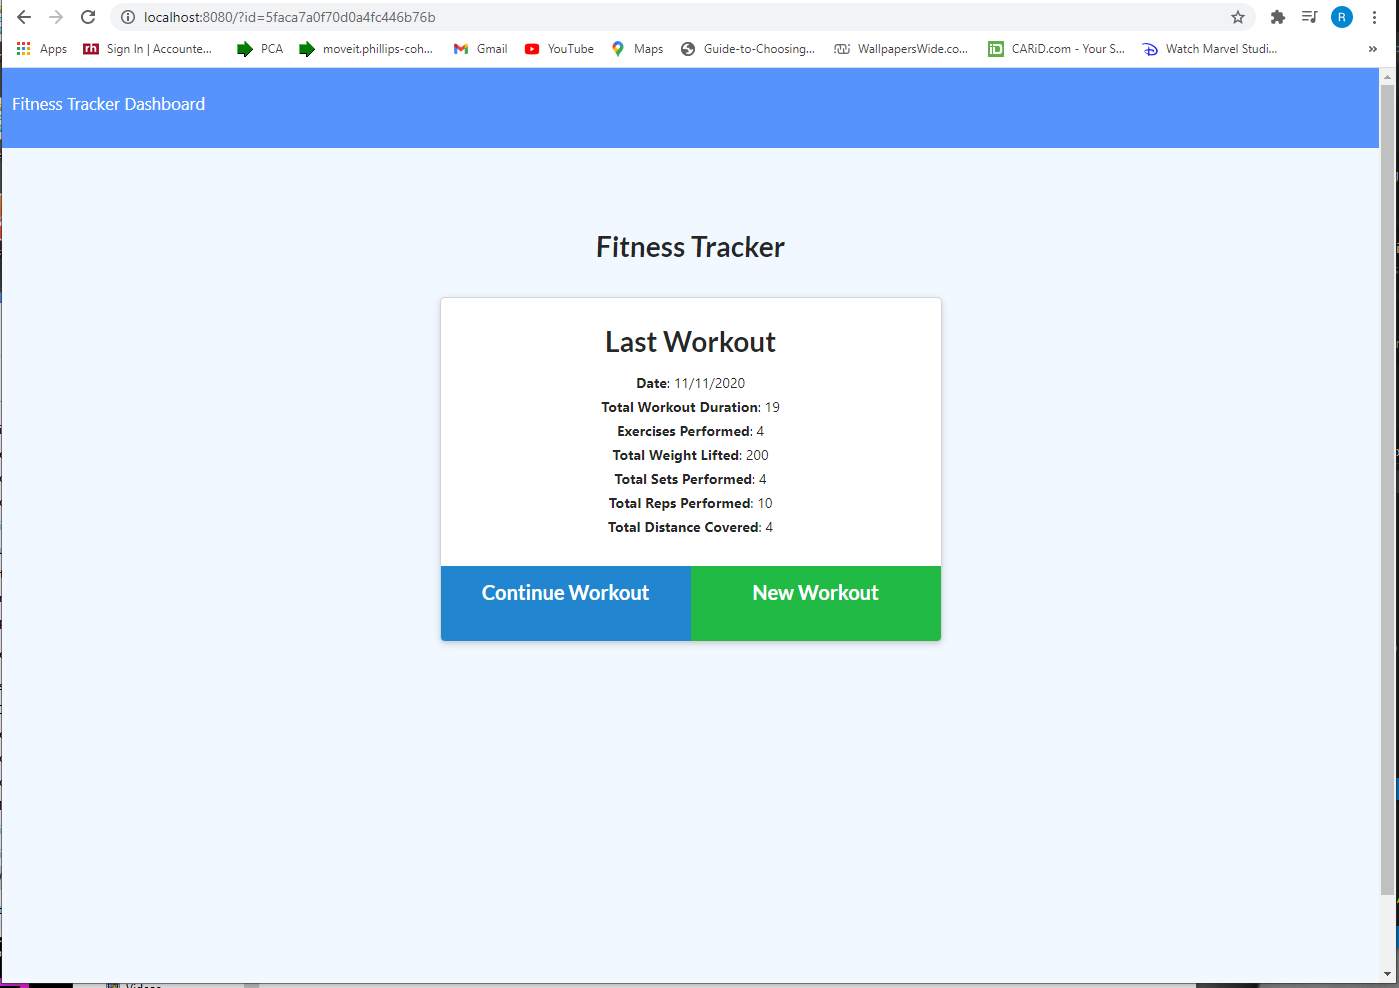 localhost:8080/?id=5faca7a0f70d0a4fc446b76b
R
Apps
rh
Sign In | Accounte...
PCA
moveit.phillips-coh...
Gmail
YouTube
Maps
Guide-to-Choosing...
WallpapersWide.co...
iD
CARiD.com - Your S...
Watch Marvel Studi...
»
Fitness Tracker Dashboard
Fitness Tracker
Last Workout
Date: 11/11/2020
Total Workout Duration: 19
Exercises Performed: 4
Total Weight Lifted: 200
Total Sets Performed: 4
Total Reps Performed: 10
Total Distance Covered: 4
Continue Workout
New Workout
Videos